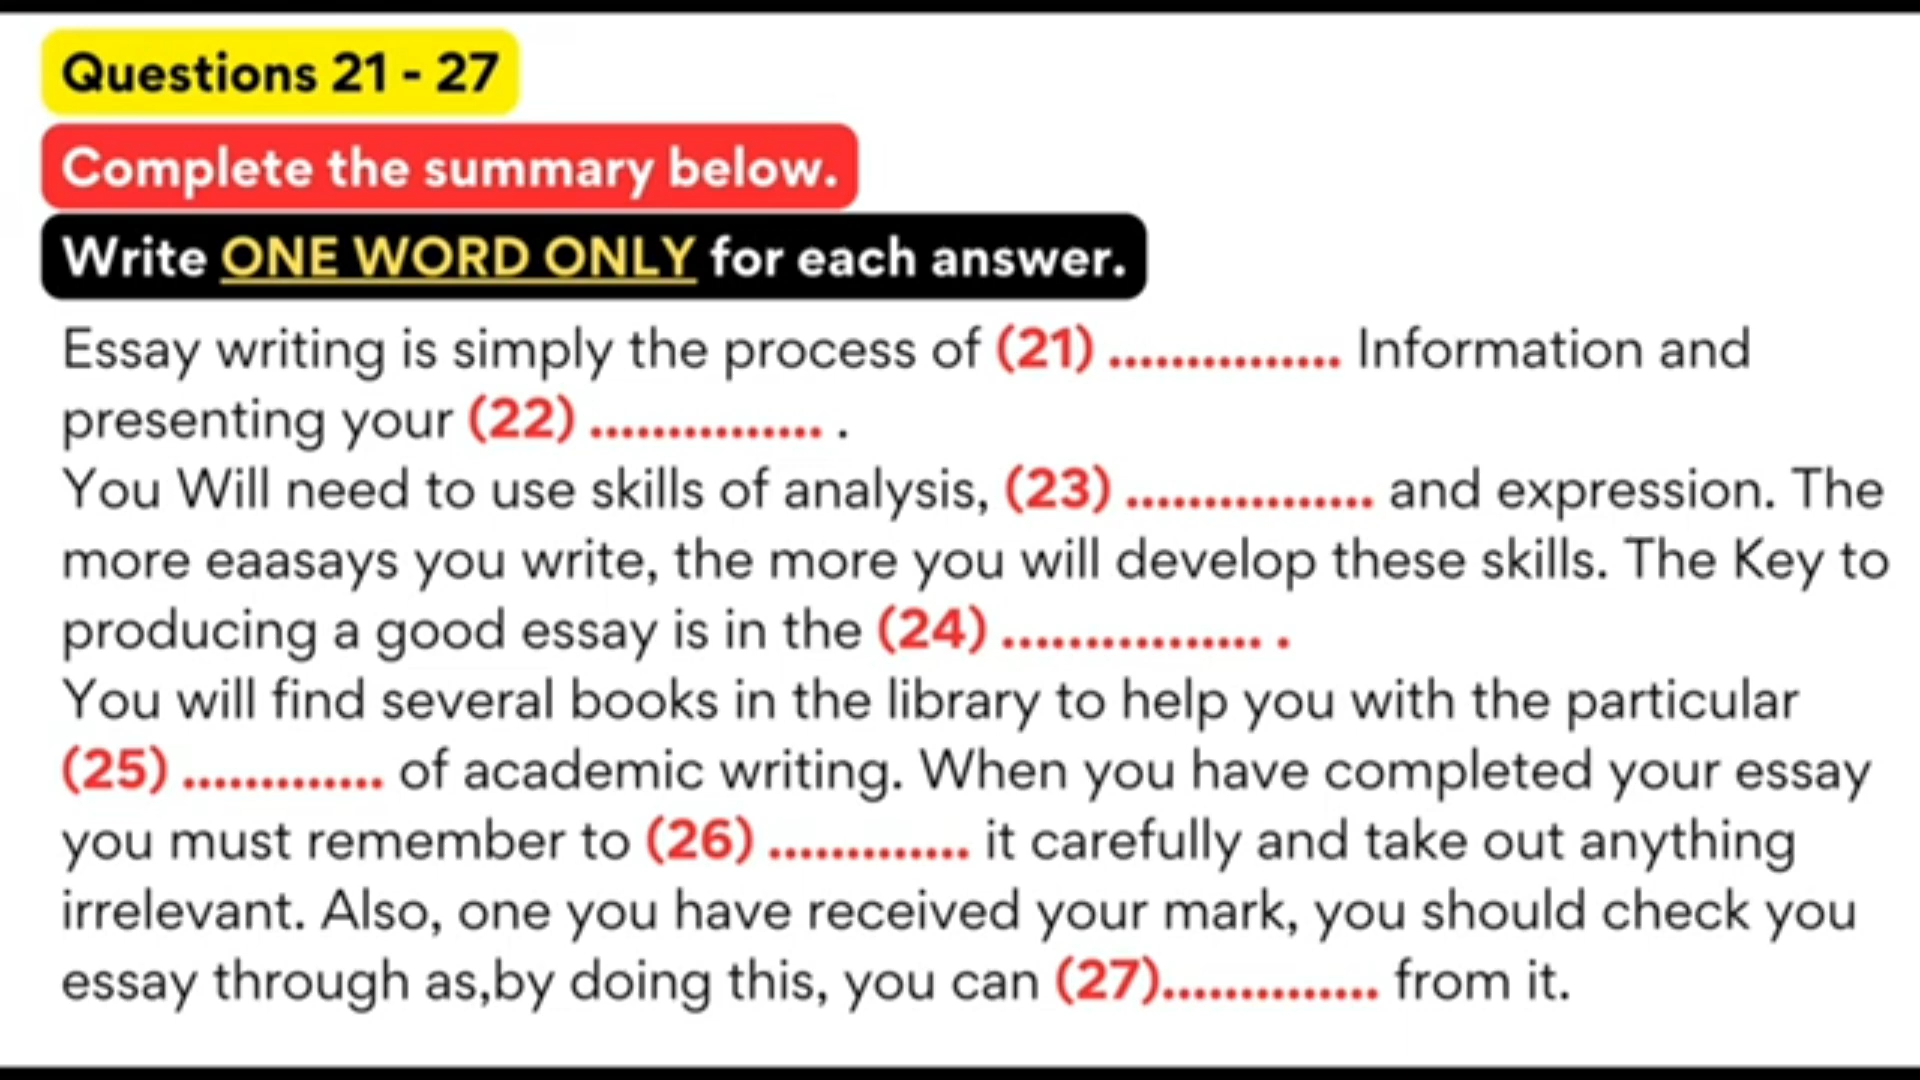 Questions 21 - 27
Complete the summary below.
Write ONE WORD ONLY for each answer.
Essay writing is simply the process of (21) ............... Information and
presenting your (22) ............... .
You Will need to use skills of analysis, (23) ................ and expression. The
more eaasays you write, the more you will develop these skills. The Key to
producing a good essay is in the (24) ................. .
You will find several books in the library to help you with the particular
(25) ............. of academic writing. When you have completed your essay
you must remember to (26) ............. it carefully and take out anything
irrelevant. Also, one you have received your mark, you should check you
essay through as,by doing this, you can (27).............. from it.